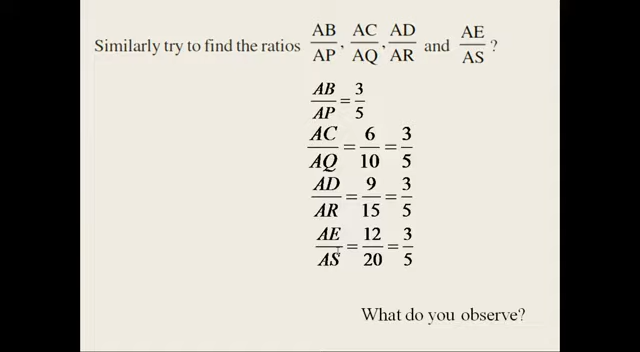 Similarly try to find the ratios AB/AP, AC/AQ, AD/AR and AE/AS ?
AB/AP = 3/5
AC/AQ = 6/10 = 3/5
AD/AR = 9/15 = 3/5
AE/AS = 12/20 = 3/5
What do you observe?